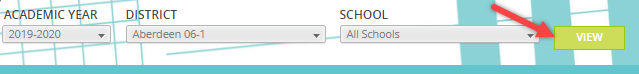 ACADEMIC YEAR DISTRICT SCHOOL
2019-2020 Aberdeen 06-1 All Schools VIEW